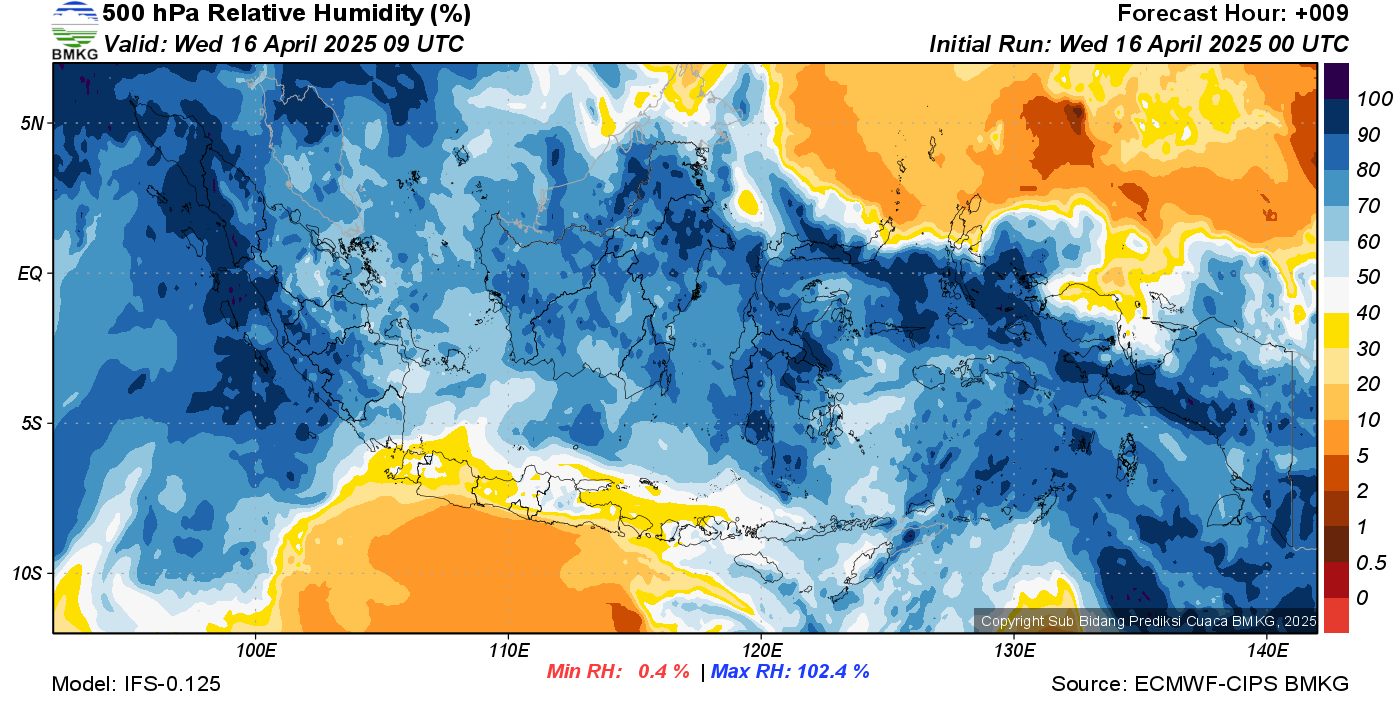 BMKG
500 hPa Relative Humidity (%)
Valid: Wed 16 April 2025 09 UTC
Forecast Hour: +009
Initial Run: Wed 16 April 2025 00 UTC
5N
EQ
5S
10S
100E
110E
120E
130E
140E
100
90
80
70
60
50
40
30
20
10
5
2
1
0.5
0
Copyright Sub Bidang Prediksi Cuaca BMKG, 2025
Min RH: 0.4 % | Max RH: 102.4 %
Model: IFS-0.125
Source: ECMWF-CIPS BMKG